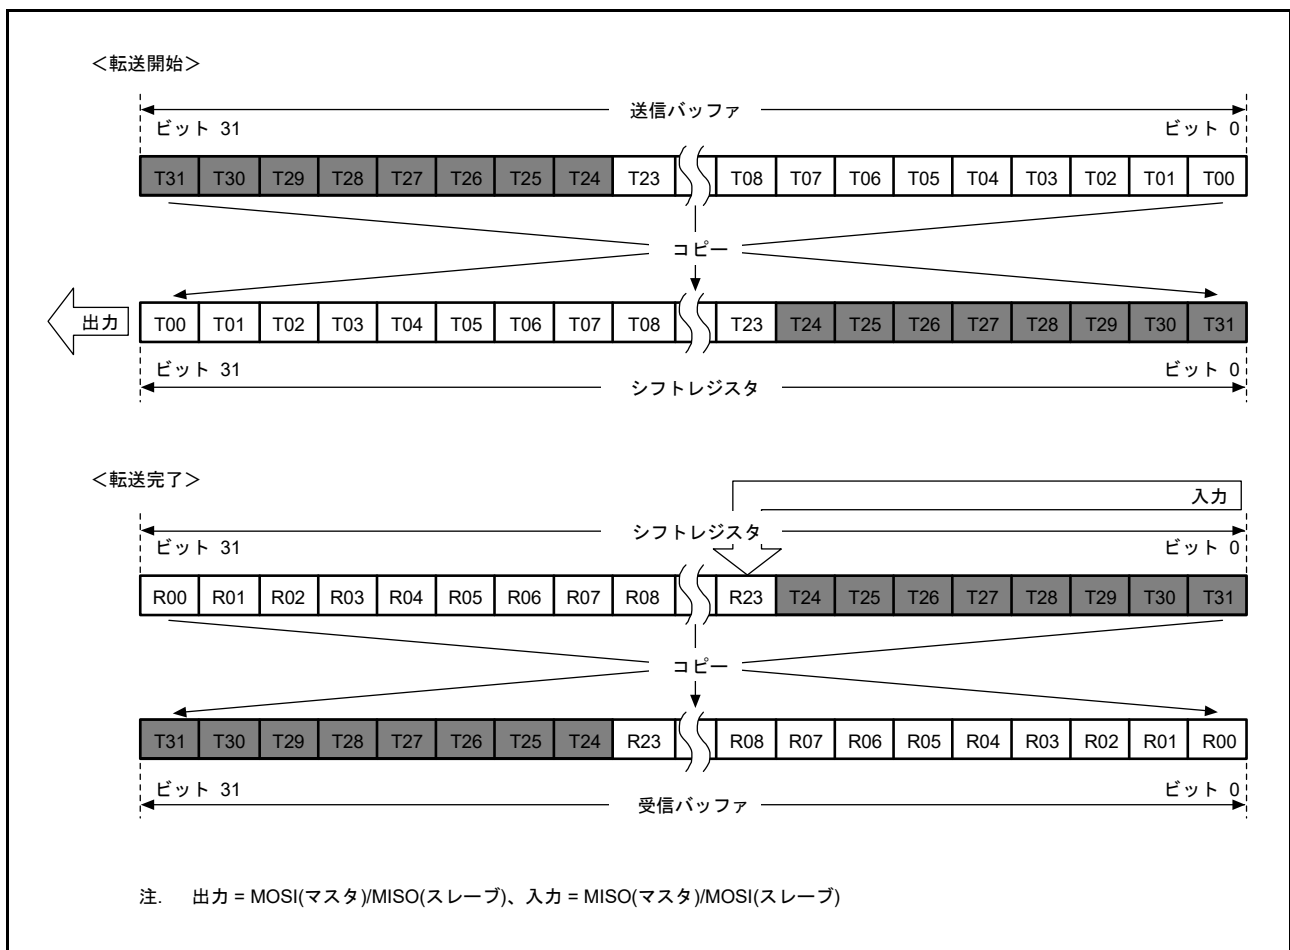 ＜転送開始＞
送信バッファ
ビット 31 ビット 0
T31 T30 T29 T28 T27 T26 T25 T24 T23 T08 T07 T06 T05 T04 T03 T02 T01 T00
コピー
出力 T00 T01 T02 T03 T04 T05 T06 T07 T08 T23 T24 T25 T26 T27 T28 T29 T30 T31
ビット 31 ビット 0
シフトレジスタ
＜転送完了＞
入力
シフトレジスタ
ビット 31 ビット 0
R00 R01 R02 R03 R04 R05 R06 R07 R08 R23 T24 T25 T26 T27 T28 T29 T30 T31
コピー
T31 T30 T29 T28 T27 T26 T25 T24 R23 R08 R07 R06 R05 R04 R03 R02 R01 R00
ビット 31 ビット 0
受信バッファ
注. 出力 = MOSI(マスタ)/MISO(スレーブ)、入力 = MISO(マスタ)/MOSI(スレーブ)